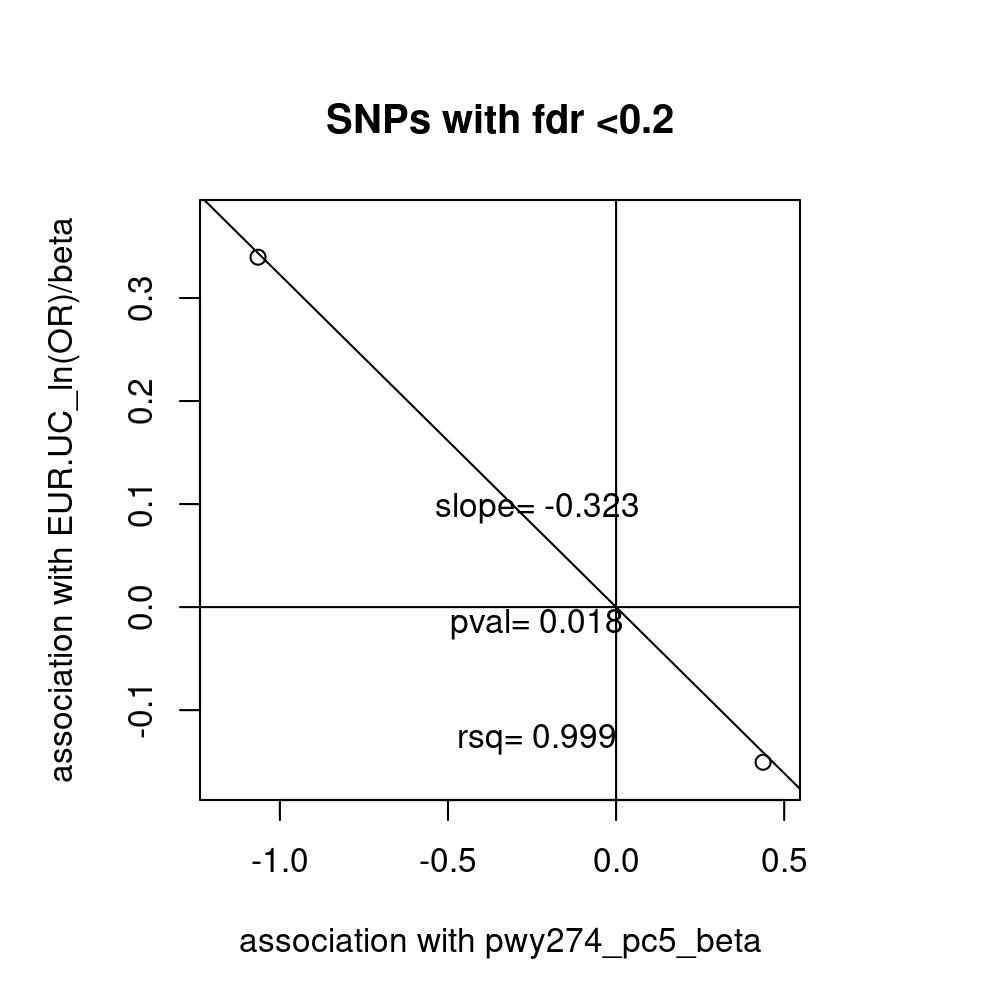 SNPs with fdr <0.2
association with EUR.UC_ln(OR)/beta
0.3
0.2
0.1
0.0
-0.1
slope= -0.323
pval= 0.018
rsq= 0.999
-1.0 -0.5 0.0 0.5
association with pwy274_pc5_beta